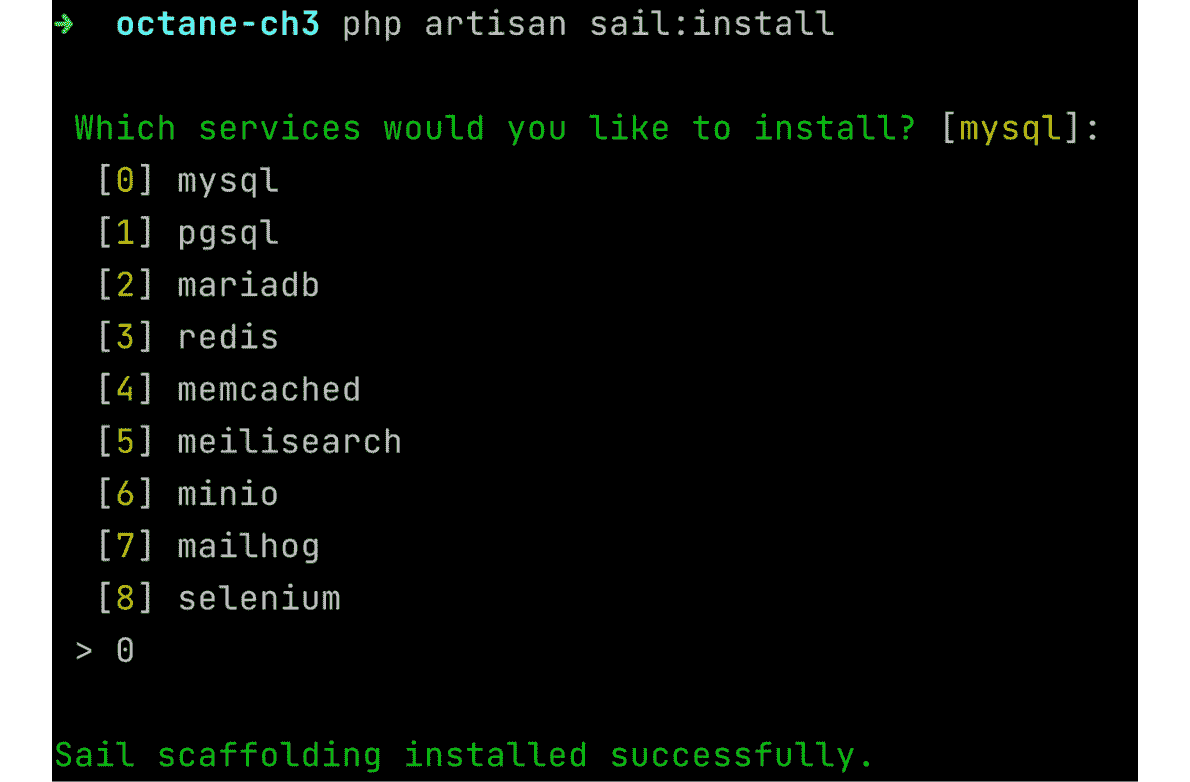 ➜ octane-ch3 php artisan sail:install
Which services would you like to install? [mysql]:
[0] mysql
[1] pgsql
[2] mariadb
[3] redis
[4] memcached
[5] meilisearch
[6] minio
[7] mailhog
[8] selenium
> 0
Sail scaffolding installed successfully.